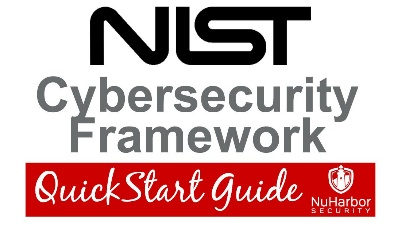 NIST
Cybersecurity
Framework
QuickStart Guide
NuHarbor
SECURITY